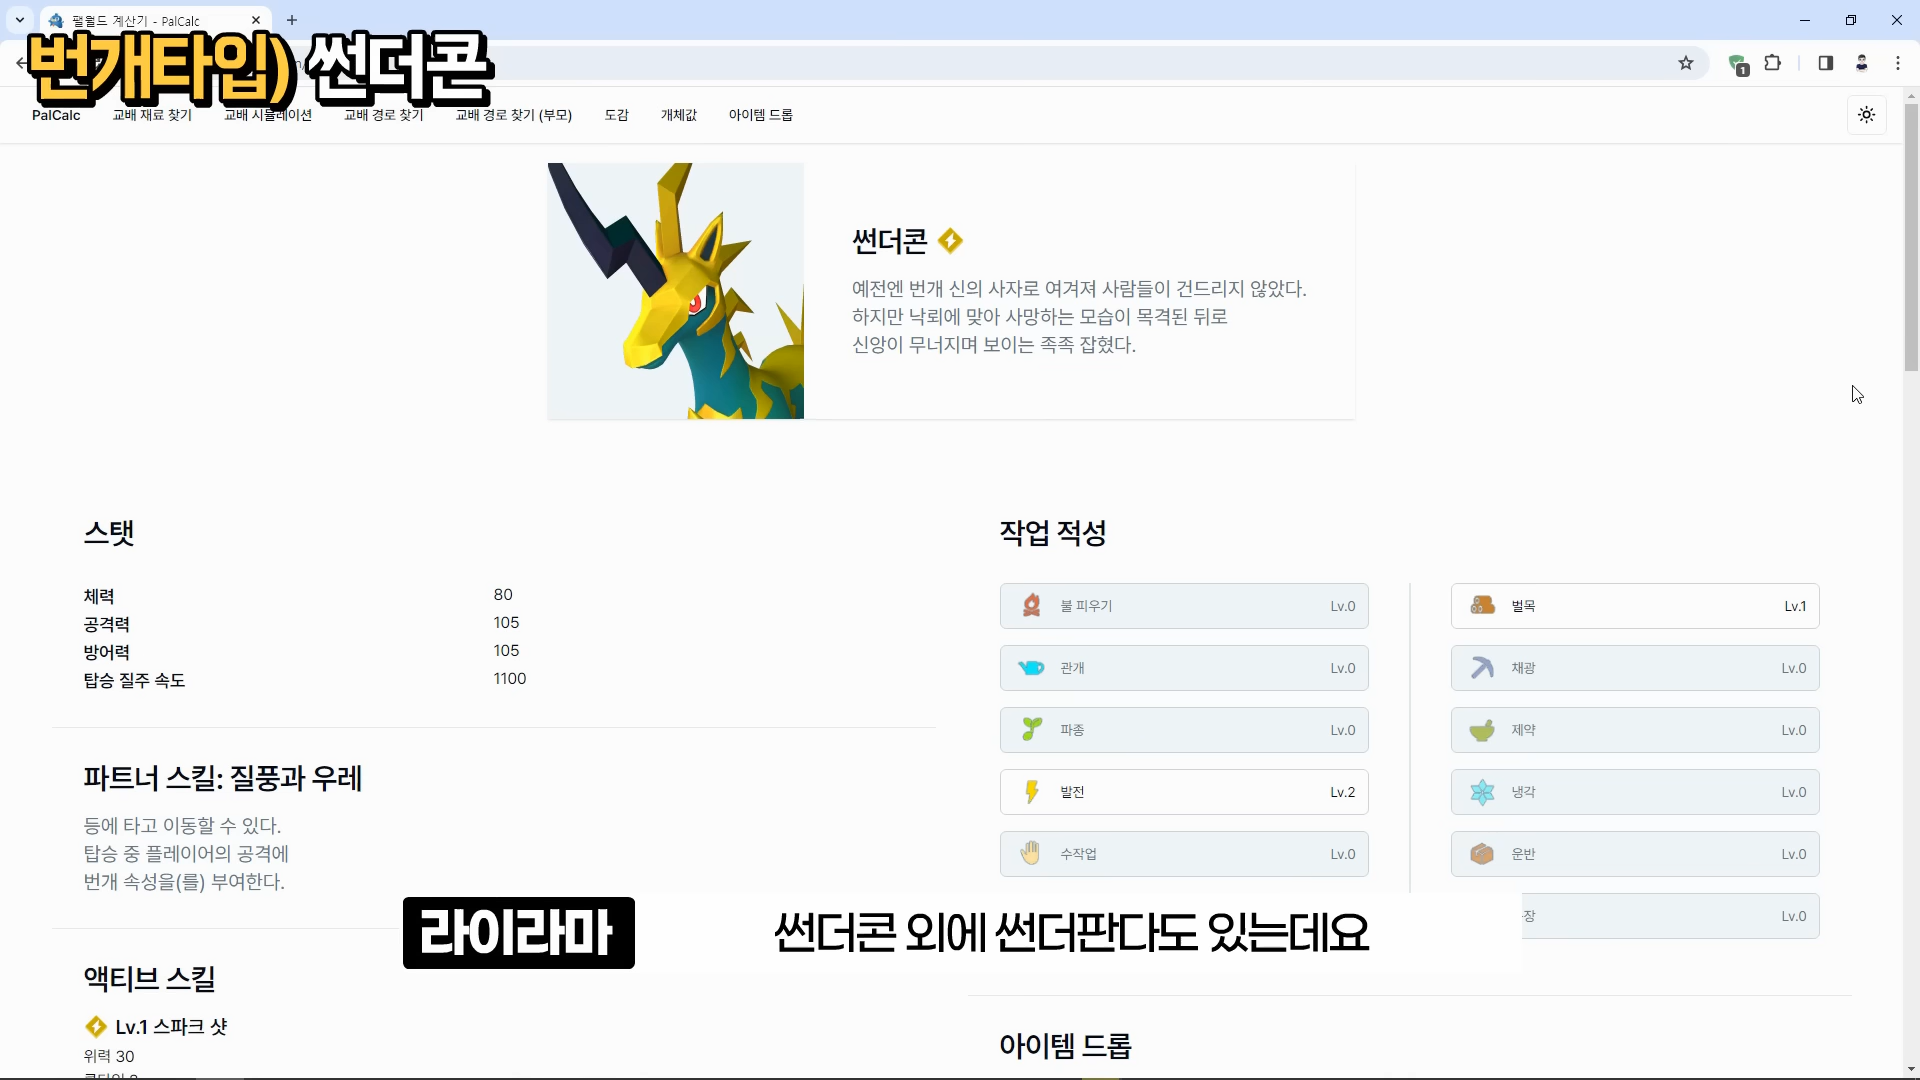 팰월드 계산기 - PalCalc
번개타입) 썬더콘
1
PalCalc
교배 재료 찾기
교배 시뮬레이션
교배 경로 찾기
교배 경로 찾기 (부모)
도감
개체값
아이템 드롭
썬더콘
예전엔 번개 신의 사자로 여겨져 사람들이 건드리지 않았다.
하지만 낙뢰에 맞아 사망하는 모습이 목격된 뒤로
신앙이 무너지며 보이는 족족 잡혔다.
스탯
체력 80
공격력 105
방어력 105
탑승 질주 속도 1100
파트너 스킬: 질풍과 우레
등에 타고 이동할 수 있다.
탑승 중 플레이어의 공격에
번개 속성을(를) 부여한다.
액티브 스킬
Lv.1 스파크 샷
위력 30
작업 적성
불 피우기 Lv.0
관개 Lv.0
파종 Lv.0
발전 Lv.2
수작업 Lv.0
벌목 Lv.1
채광 Lv.0
제약 Lv.0
냉각 Lv.0
운반 Lv.0
장 Lv.0
아이템 드롭
라이라마
썬더콘 외에 썬더판다도 있는데요